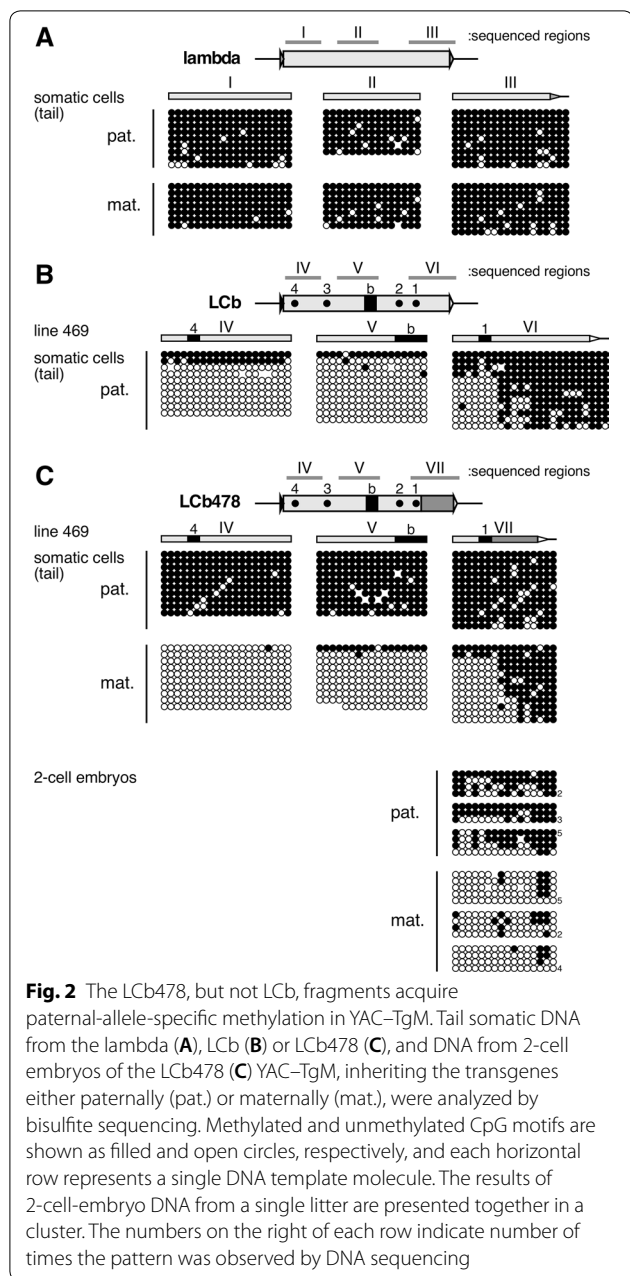 A
I II III :sequenced regions
lambda
somatic cells
(tail)
I II III
pat.
mat.
B
IV V VI :sequenced regions
4 3 b 2 1
LCb
line 469
4 IV V b 1 VI
somatic cells
(tail)
pat.
C
IV V VII :sequenced regions
4 3 b 2 1
LCb478
line 469
4 IV V b 1 VII
somatic cells
(tail)
pat.
mat.
2-cell embryos
pat.
2
3
5
mat.
5
2
4
Fig. 2 The LCb478, but not LCb, fragments acquire
paternal-allele-specific methylation in YAC–TgM. Tail somatic DNA
from the lambda (A), LCb (B) or LCb478 (C), and DNA from 2-cell
embryos of the LCb478 (C) YAC–TgM, inheriting the transgenes
either paternally (pat.) or maternally (mat.), were analyzed by
bisulfite sequencing. Methylated and unmethylated CpG motifs are
shown as filled and open circles, respectively, and each horizontal
row represents a single DNA template molecule. The results of
2-cell-embryo DNA from a single litter are presented together in a
cluster. The numbers on the right of each row indicate number of
times the pattern was observed by DNA sequencing